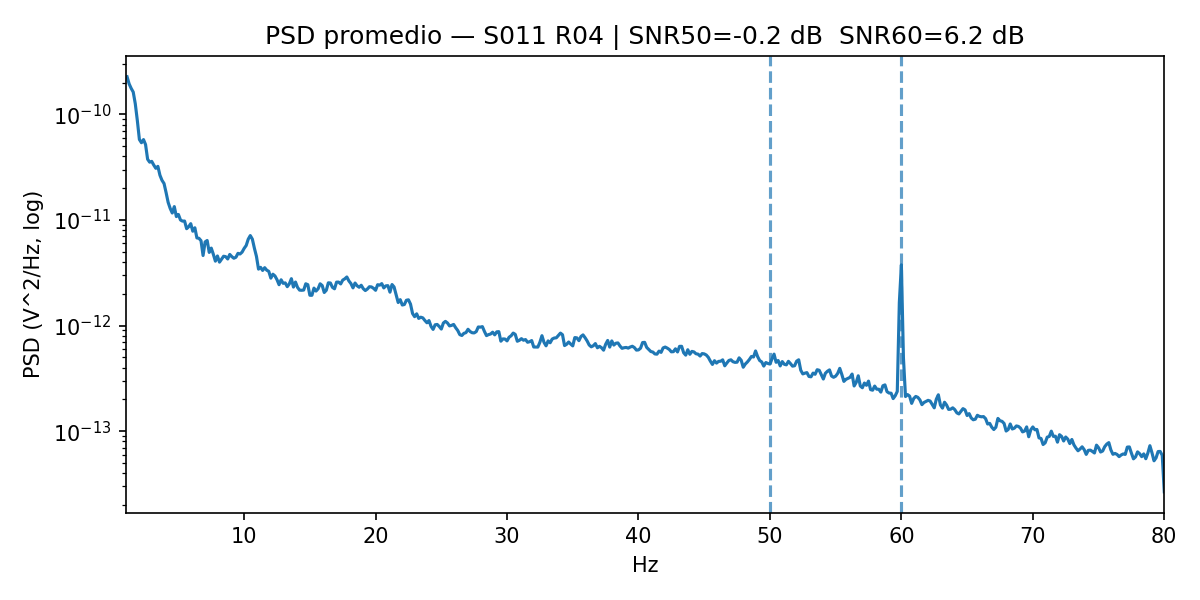 PSD promedio — S011 R04 | SNR50=-0.2 dB  SNR60=6.2 dB
PSD (V^2/Hz, log)
10⁻¹⁰
10⁻¹¹
10⁻¹²
10⁻¹³
10 20 30 40 50 60 70 80
Hz